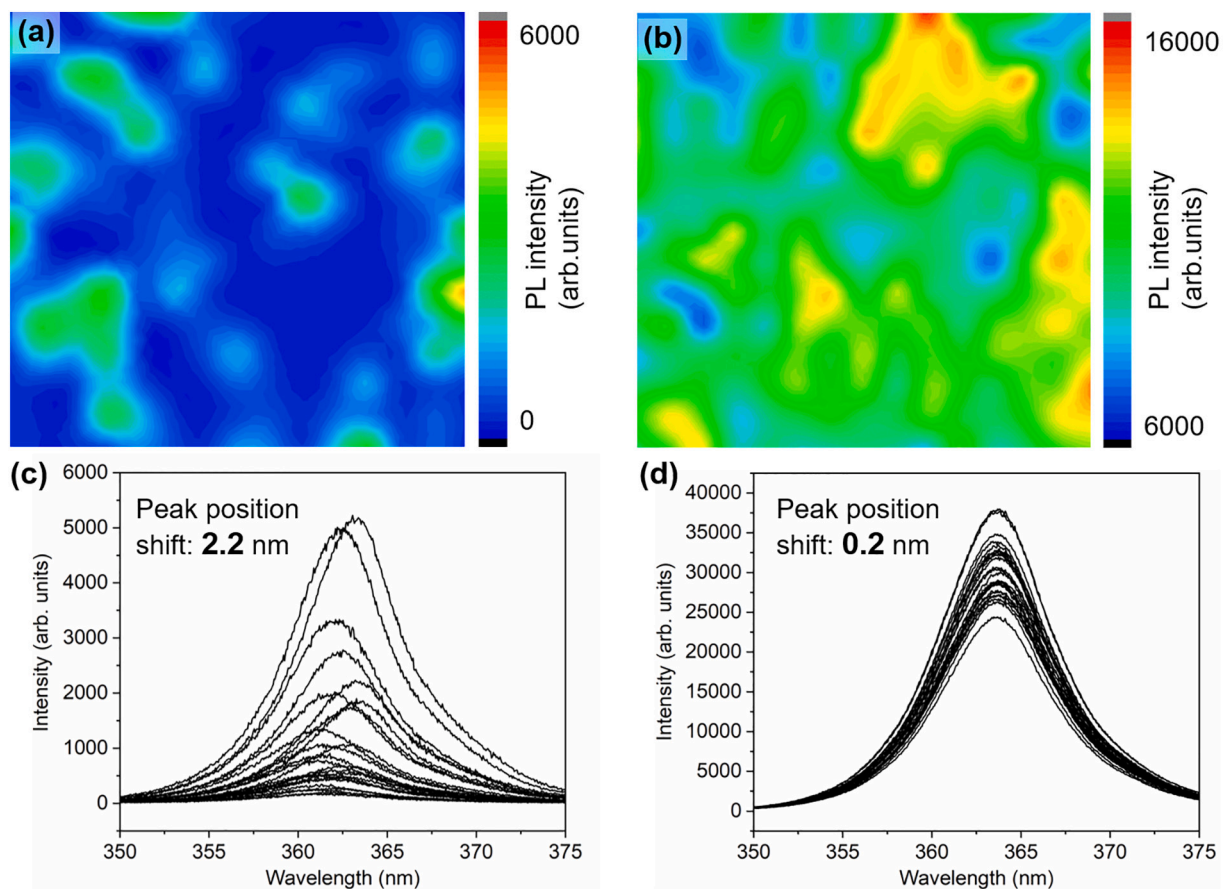 (a)
6000
PL intensity
(arb.units)
0
(b)
16000
PL intensity
(arb.units)
6000
(c)
Peak position
shift: 2.2 nm
Intensity (arb. units)
6000
5000
4000
3000
2000
1000
0
350
355
360
365
370
375
Wavelength (nm)
(d)
Peak position
shift: 0.2 nm
Intensity (arb. units)
40000
35000
30000
25000
20000
15000
10000
5000
0
350
355
360
365
370
375
Wavelength (nm)